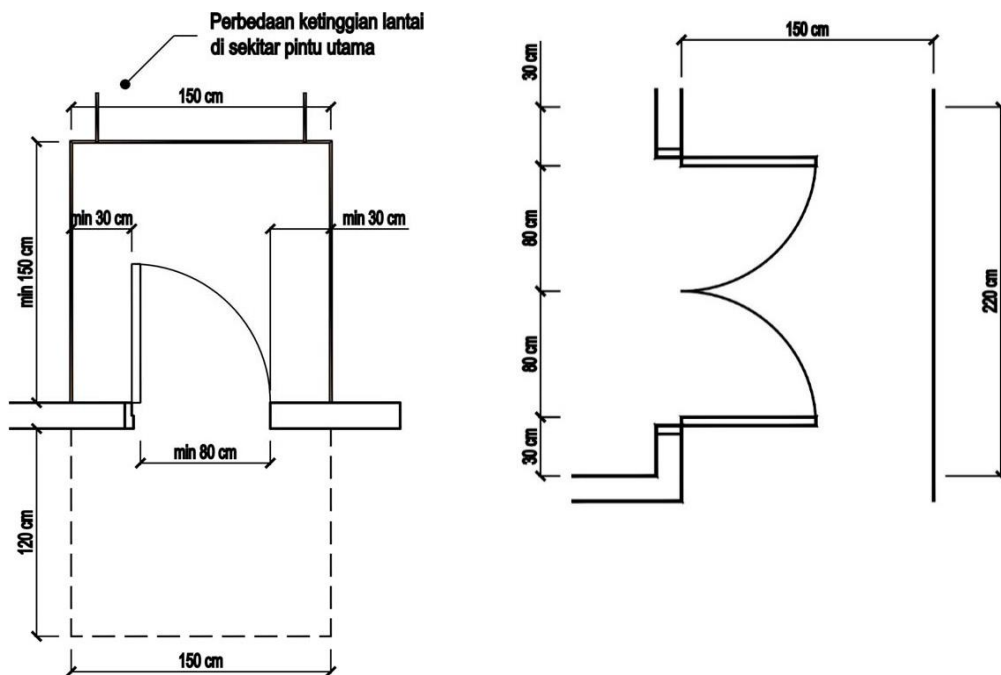 Perbedaan ketinggian lantai
di sekitar pintu utama
150 cm
min 30 cm
min 30 cm
min 150 cm
min 80 cm
120 cm
150 cm
150 cm
30 cm
80 cm
80 cm
30 cm
220 cm